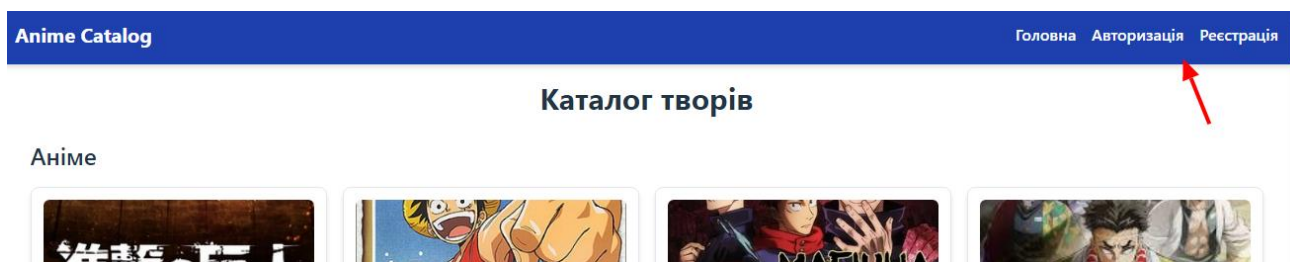 Anime Catalog
Головна Авторизація Реєстрація
Каталог творів
Аніме